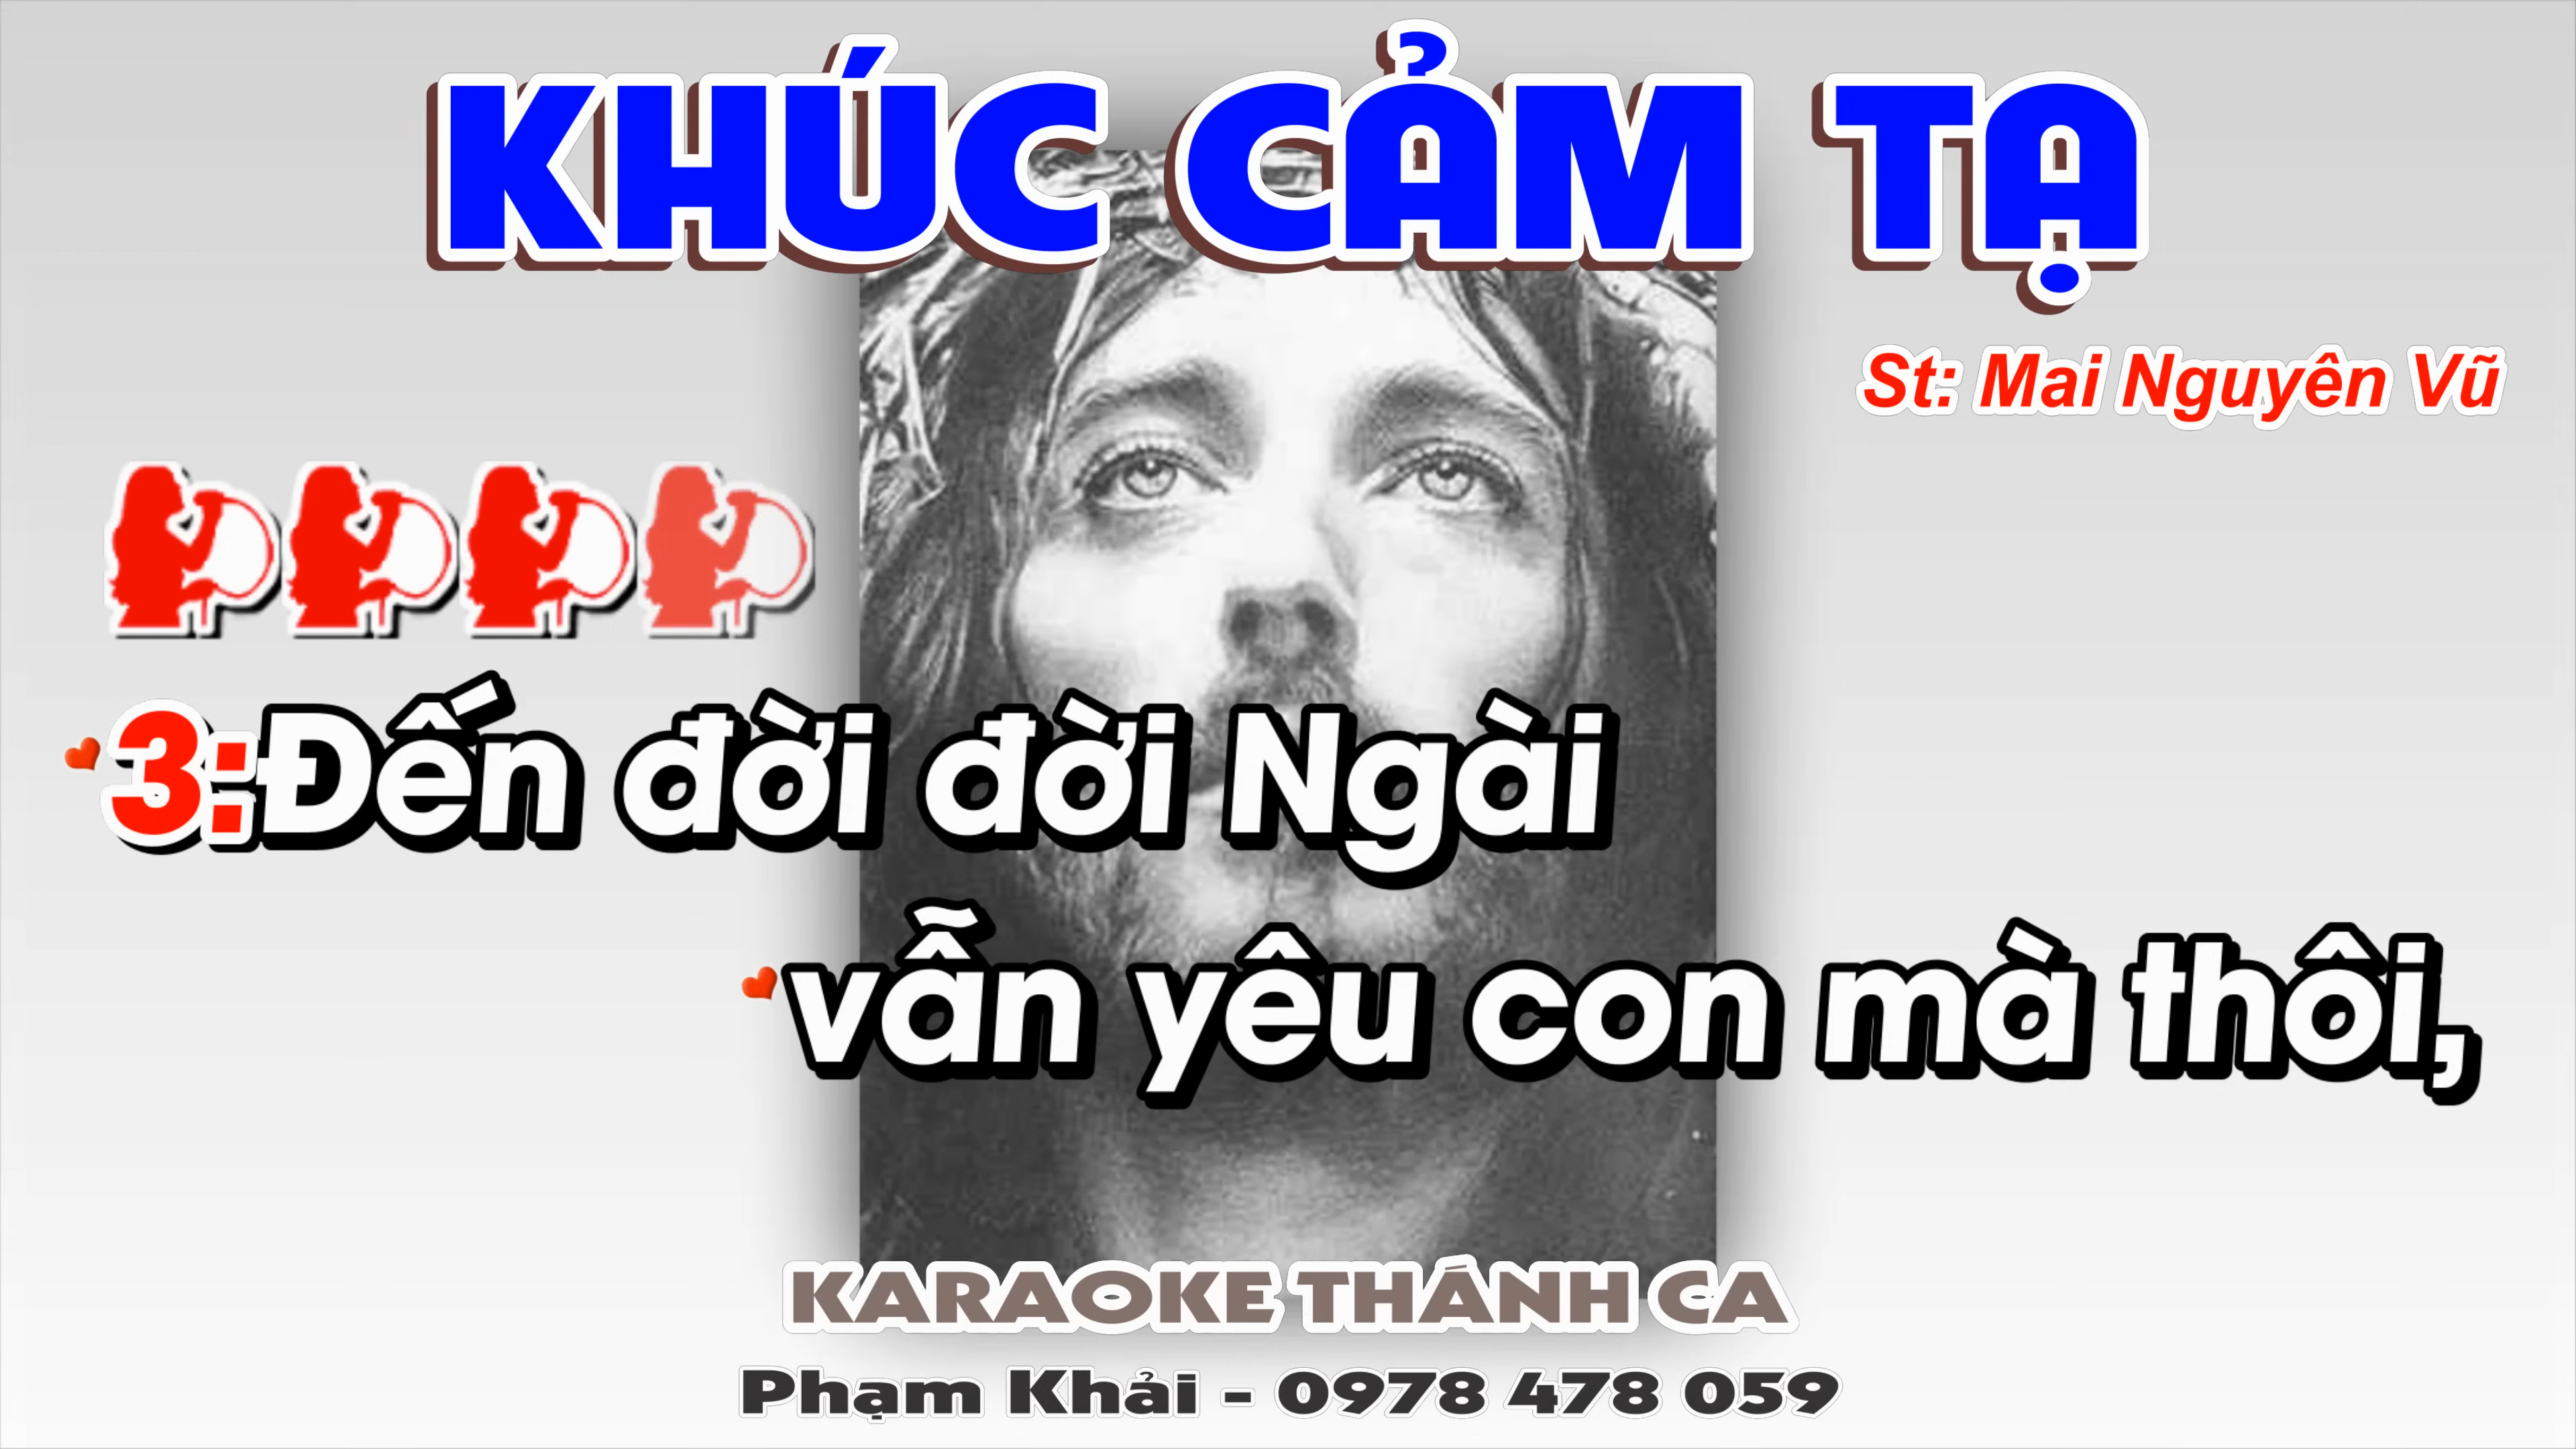 KHÚC CẢM TẠ
St: Mai Nguyên Vũ
3:Đến đời đời Ngài
vẫn yêu con mà thôi,
KARAOKE THÁNH CA
Phạm Khải - 0978 478 059